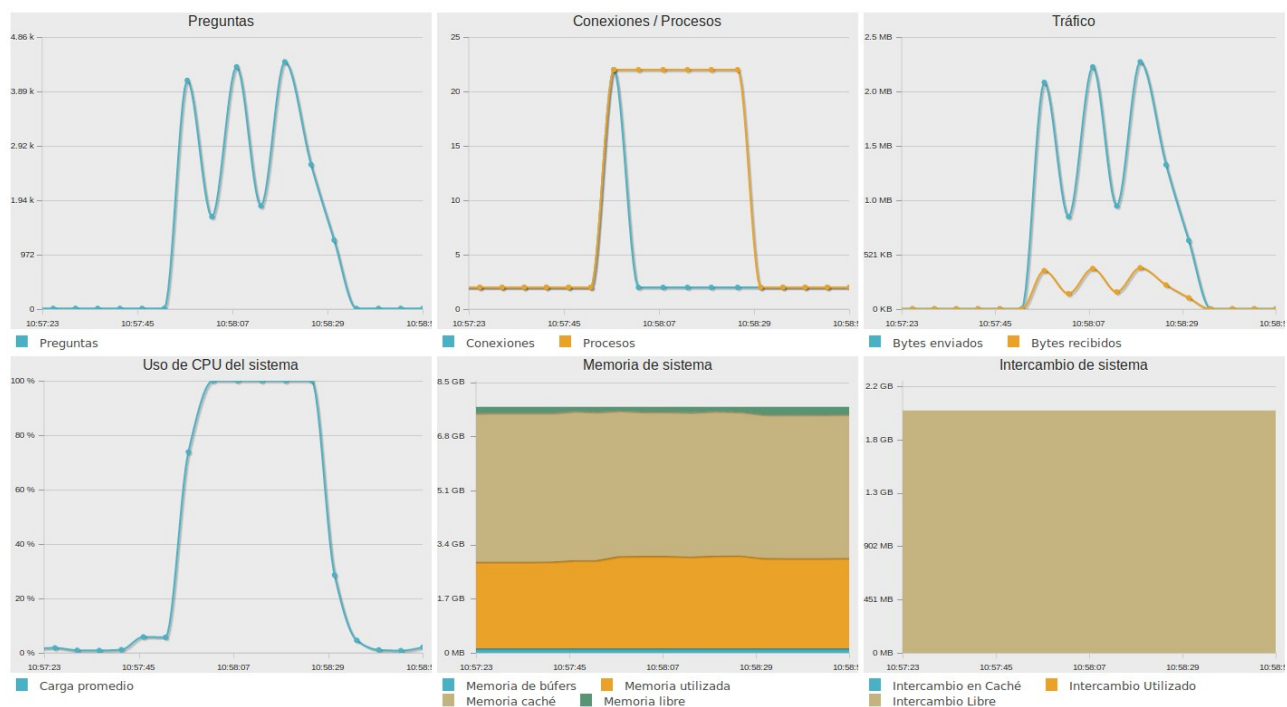 Preguntas
4.86 k
3.89 k
2.92 k
1.94 k
972
0
10:57:23 10:57:45 10:58:07 10:58:29
Preguntas
Conexiones / Procesos
25
20
15
10
5
0
10:57:23 10:57:45 10:58:07 10:58:29
Conexiones Procesos
Tráfico
2.5 MB
2.0 MB
1.5 MB
1.0 MB
521 KB
0 KB
10:57:23 10:57:45 10:58:07 10:58:29
Bytes enviados Bytes recibidos
Uso de CPU del sistema
100 %
80 %
60 %
40 %
20 %
0 %
10:57:23 10:57:45 10:58:07 10:58:29
Carga promedio
Memoria de sistema
8.5 GB
6.8 GB
5.1 GB
3.4 GB
1.7 GB
0 MB
10:57:23 10:57:45 10:58:07 10:58:29
Memoria de búfers Memoria utilizada
Memoria caché Memoria libre
Intercambio de sistema
2.2 GB
1.8 GB
1.3 GB
902 MB
451 MB
0 MB
10:57:23 10:57:45 10:58:07 10:58:29
Intercambio en Caché Intercambio Utilizado
Intercambio Libre